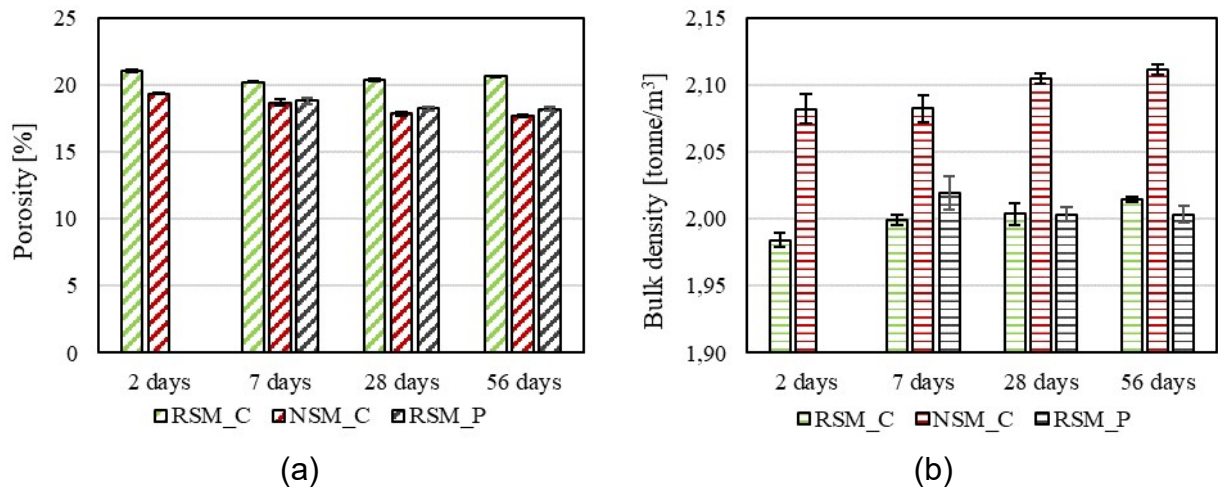 Porosity [%]
25
20
15
10
5
0
2 days 7 days 28 days 56 days
RSM_C NSM_C RSM_P
(a)
Bulk density [tonne/m³]
2,15
2,10
2,05
2,00
1,95
1,90
2 days 7 days 28 days 56 days
RSM_C NSM_C RSM_P
(b)